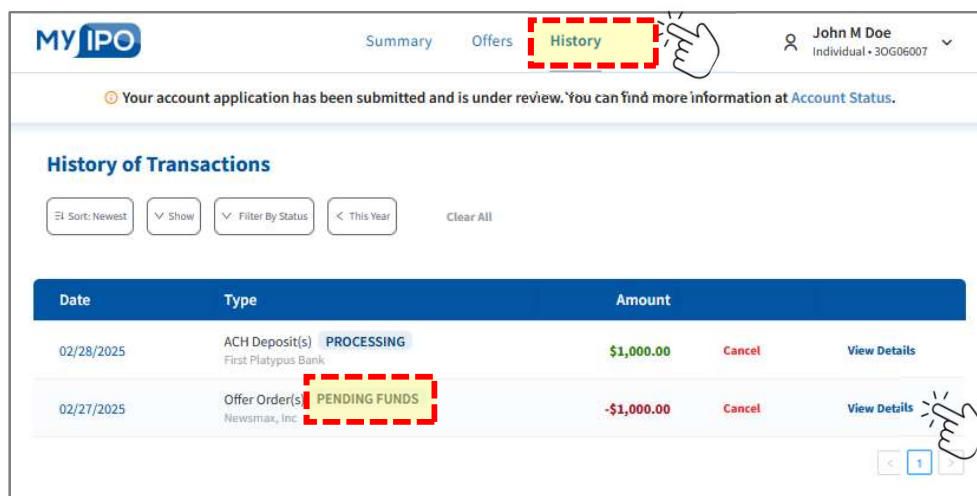 MY IPO
Summary Offers History
John M Doe
Individual • 3OG06007
Your account application has been submitted and is under review. You can find more information at Account Status.
History of Transactions
Sort: Newest Show Filter By Status This Year Clear All
Date Type Amount
02/28/2025 ACH Deposit(s) PROCESSING $1,000.00 Cancel View Details
First Platypus Bank
02/27/2025 Offer Order(s) PENDING FUNDS -$1,000.00 Cancel View Details
Newsmax, Inc
< 1 >